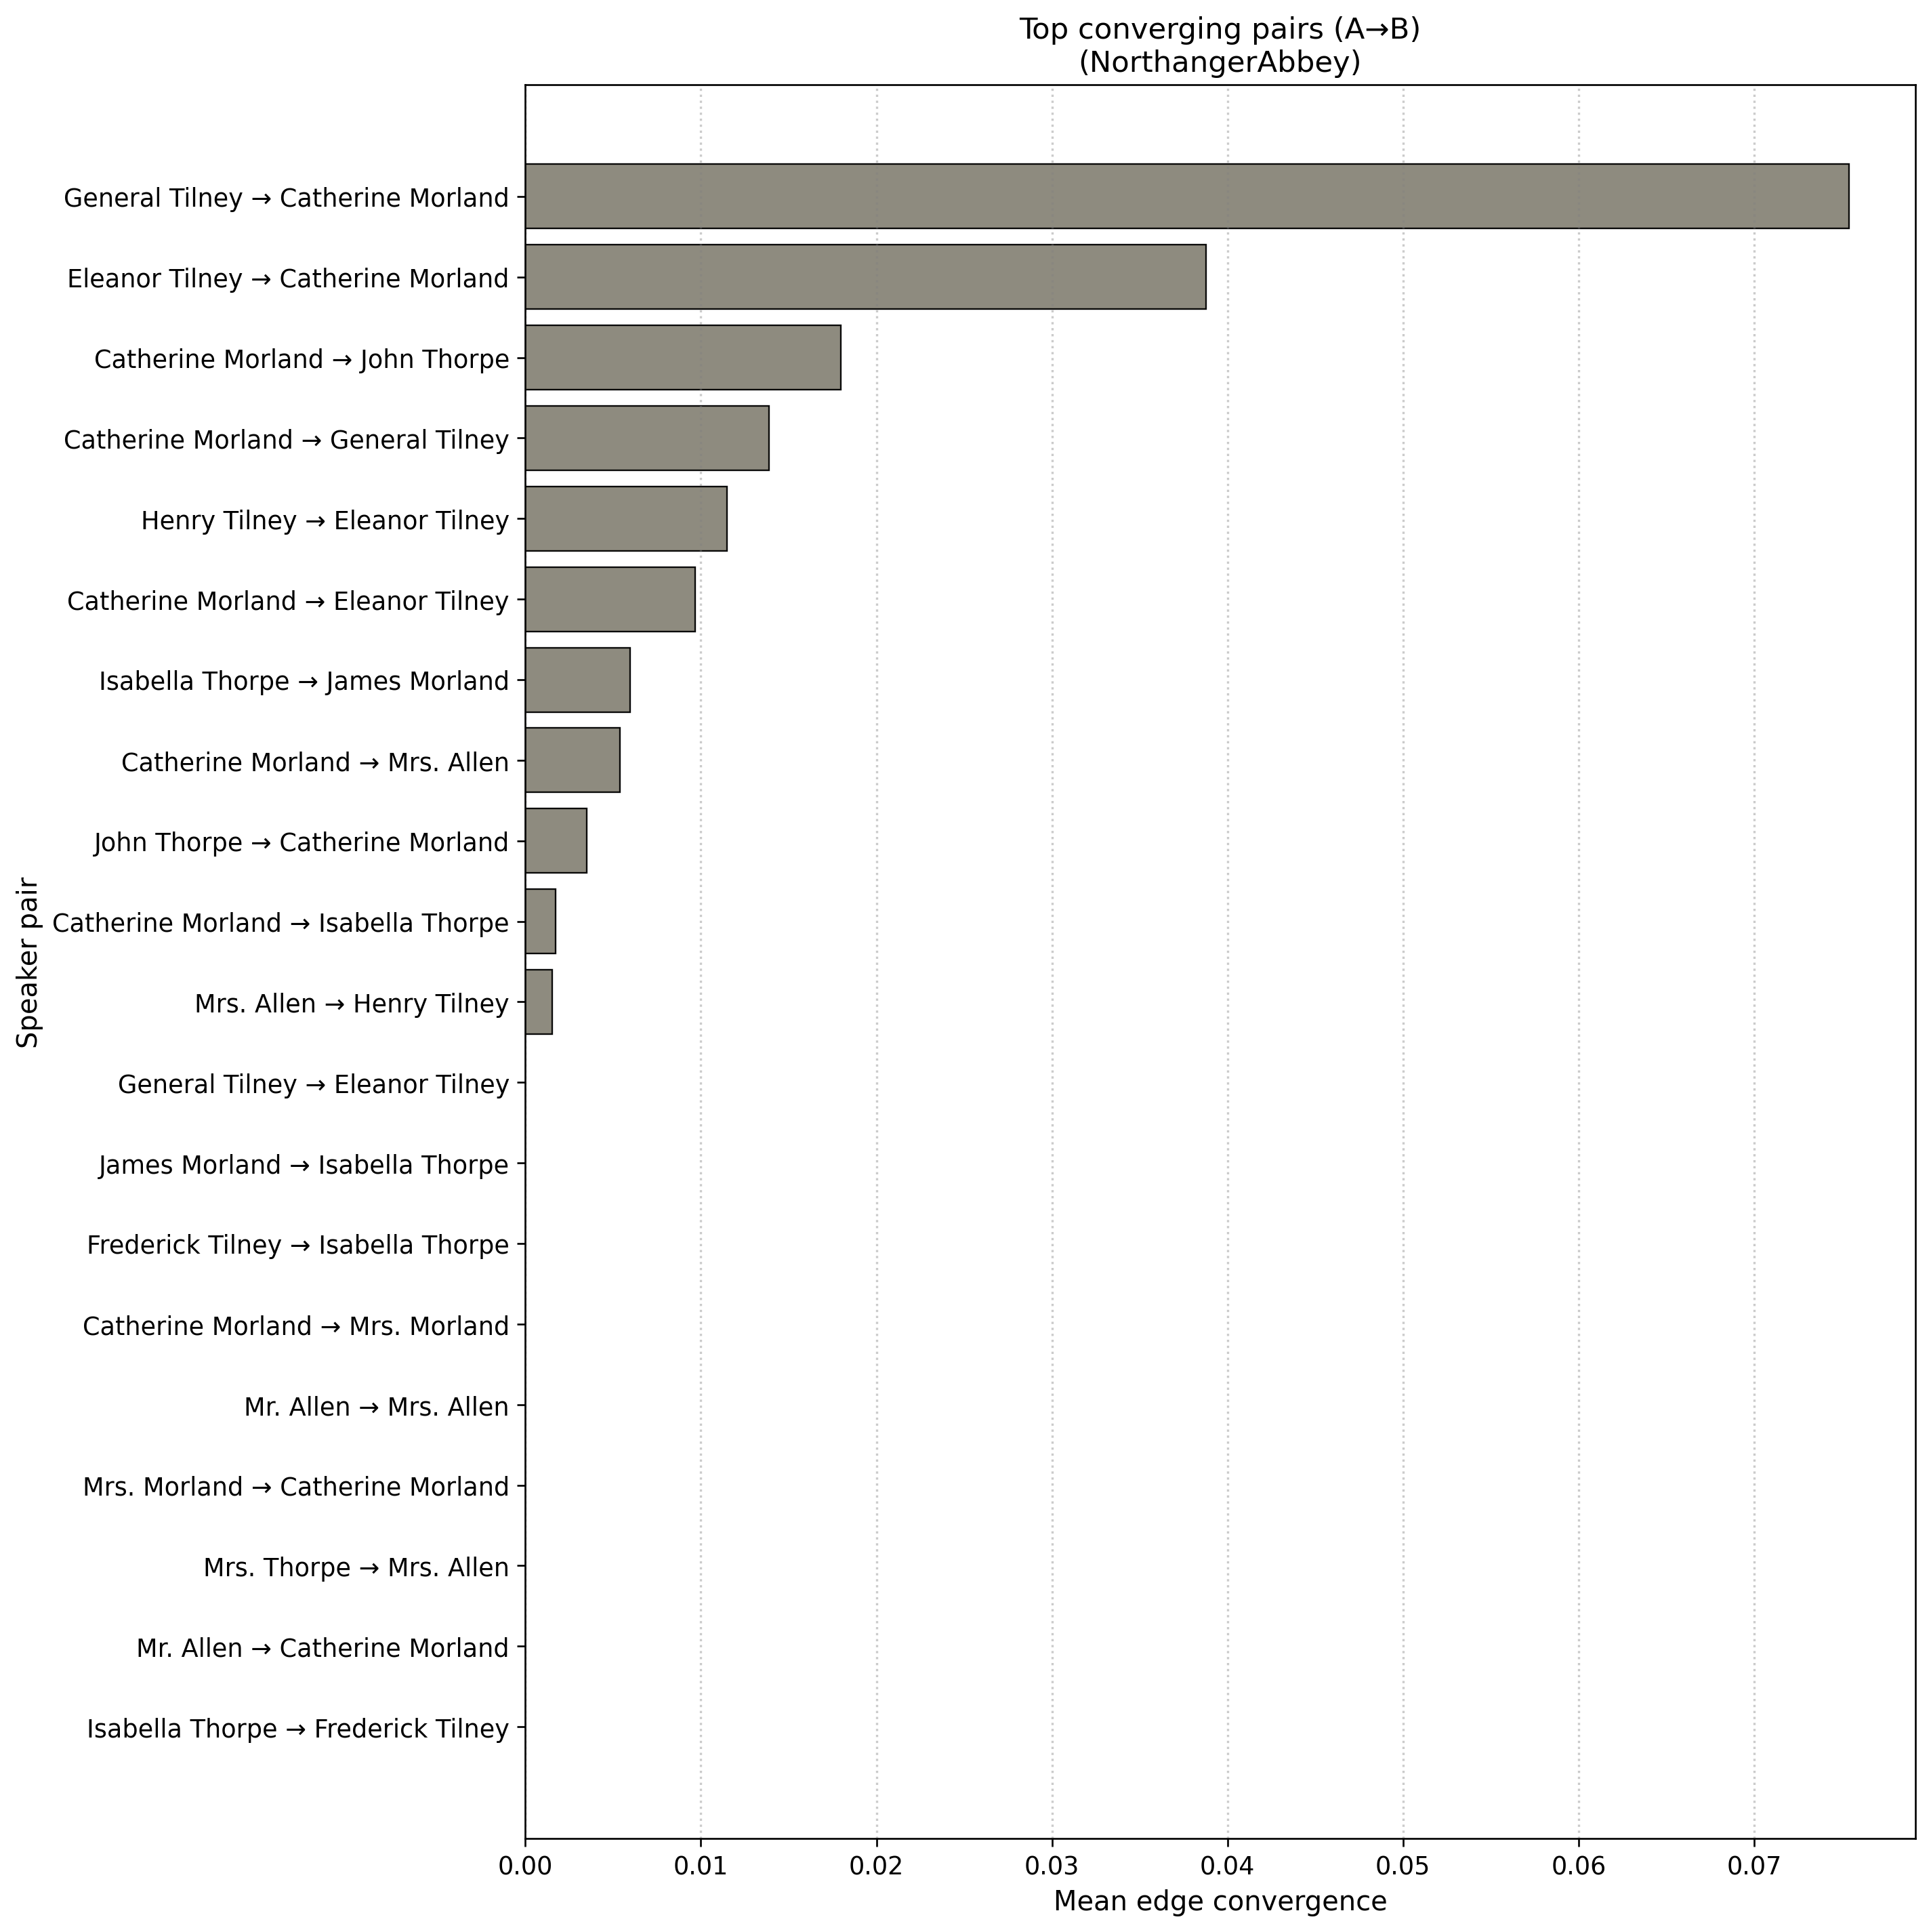 Top converging pairs (A→B)
(NorthangerAbbey)
General Tilney → Catherine Morland
Eleanor Tilney → Catherine Morland
Catherine Morland → John Thorpe
Catherine Morland → General Tilney
Henry Tilney → Eleanor Tilney
Catherine Morland → Eleanor Tilney
Isabella Thorpe → James Morland
Catherine Morland → Mrs. Allen
John Thorpe → Catherine Morland
Catherine Morland → Isabella Thorpe
Mrs. Allen → Henry Tilney
General Tilney → Eleanor Tilney
James Morland → Isabella Thorpe
Frederick Tilney → Isabella Thorpe
Catherine Morland → Mrs. Morland
Mr. Allen → Mrs. Allen
Mrs. Morland → Catherine Morland
Mrs. Thorpe → Mrs. Allen
Mr. Allen → Catherine Morland
Isabella Thorpe → Frederick Tilney
Speaker pair
0.00 0.01 0.02 0.03 0.04 0.05 0.06 0.07
Mean edge convergence